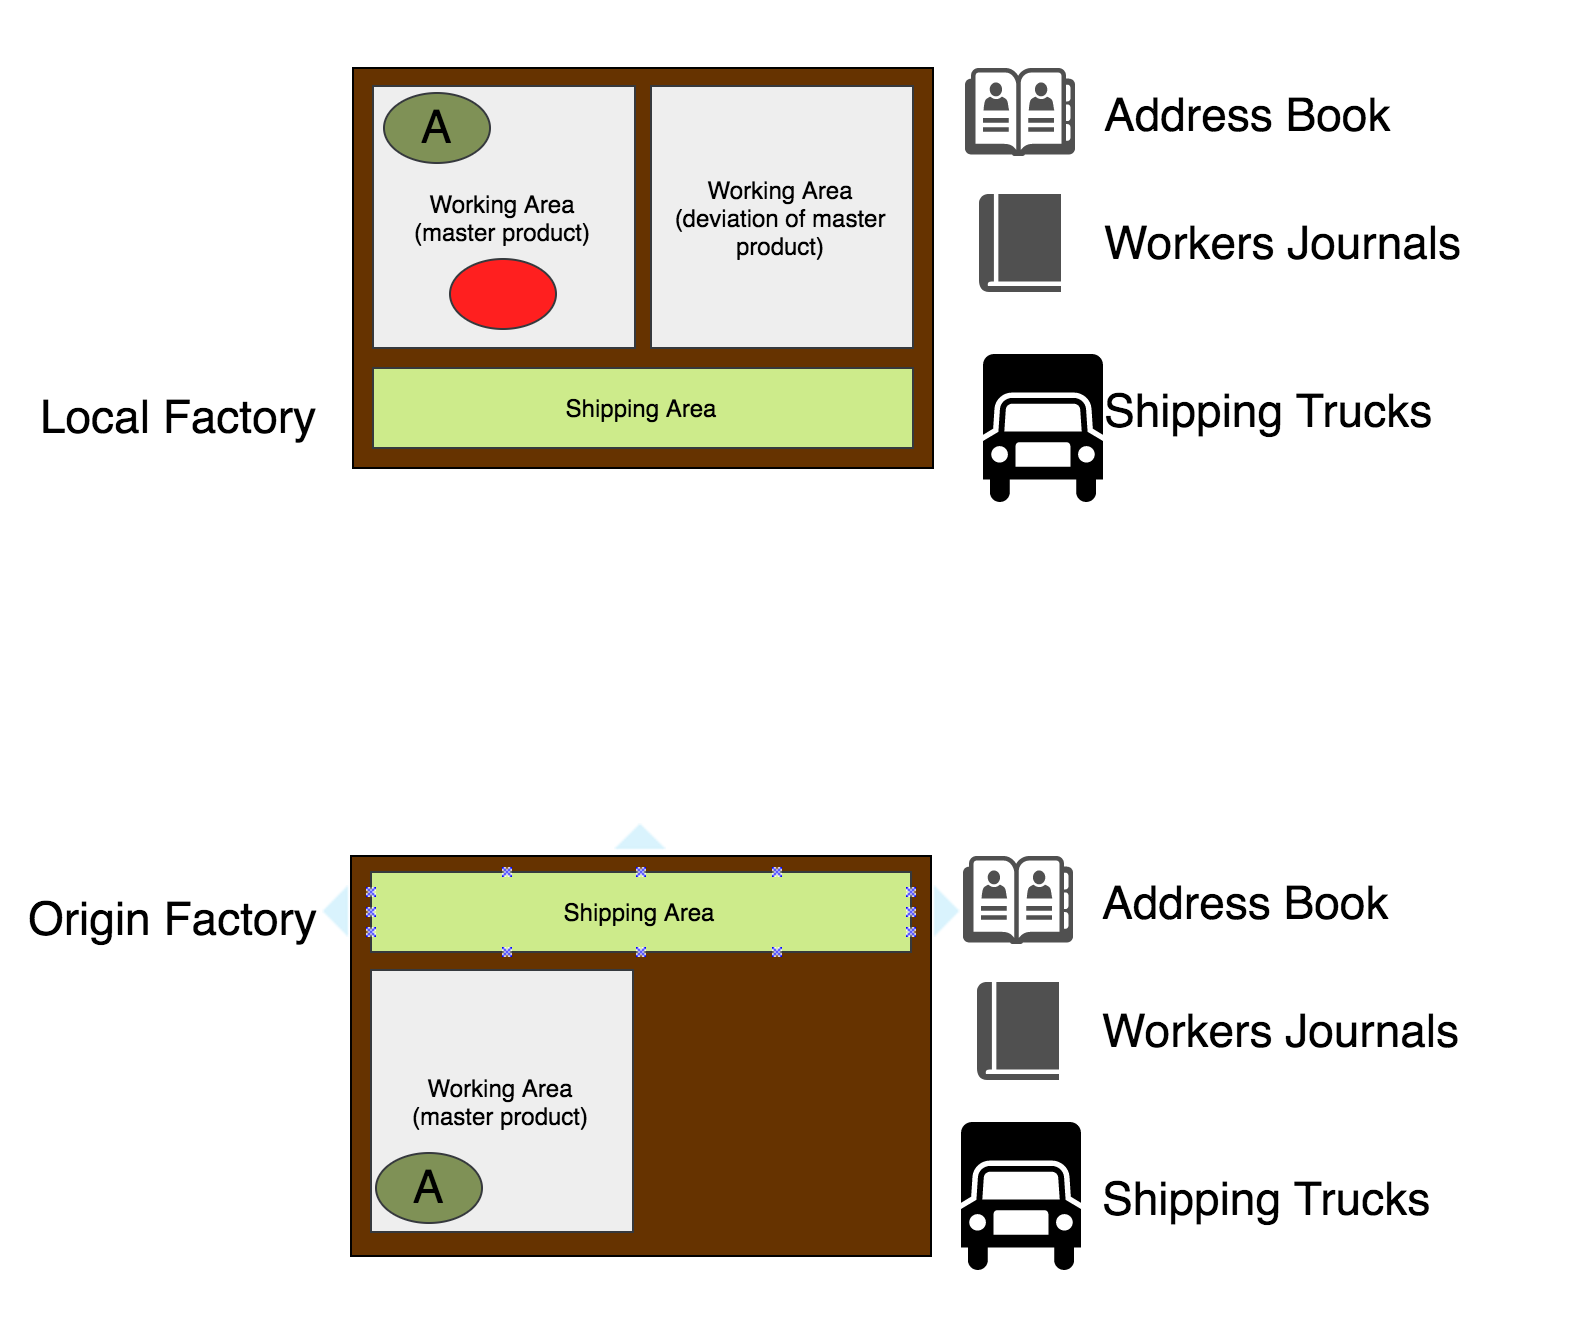 A
Working Area
(master product)
Working Area
(deviation of master
product)
Shipping Area
Local Factory
Address Book
Workers Journals
Shipping Trucks
Origin Factory
Shipping Area
Working Area
(master product)
A
Address Book
Workers Journals
Shipping Trucks